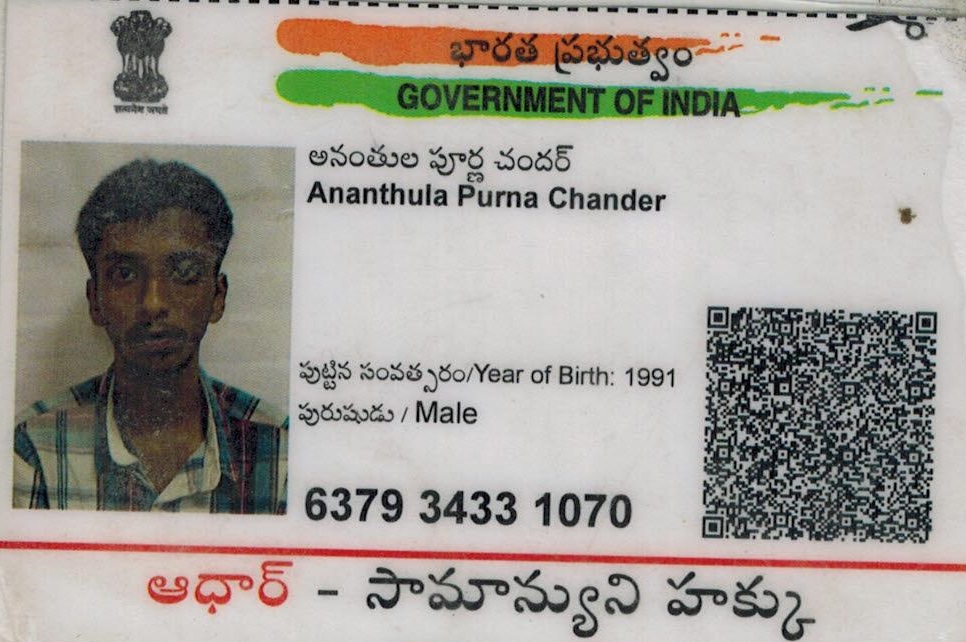 భారత ప్రభుత్వం
GOVERNMENT OF INDIA
सत्यमेव जयते
అనంతుల పూర్ణ చందర్
Ananthula Purna Chander
పుట్టిన సంవత్సరం/Year of Birth: 1991
పురుషుడు / Male
6379 3433 1070
ఆధార్ - సామాన్యుని హక్కు